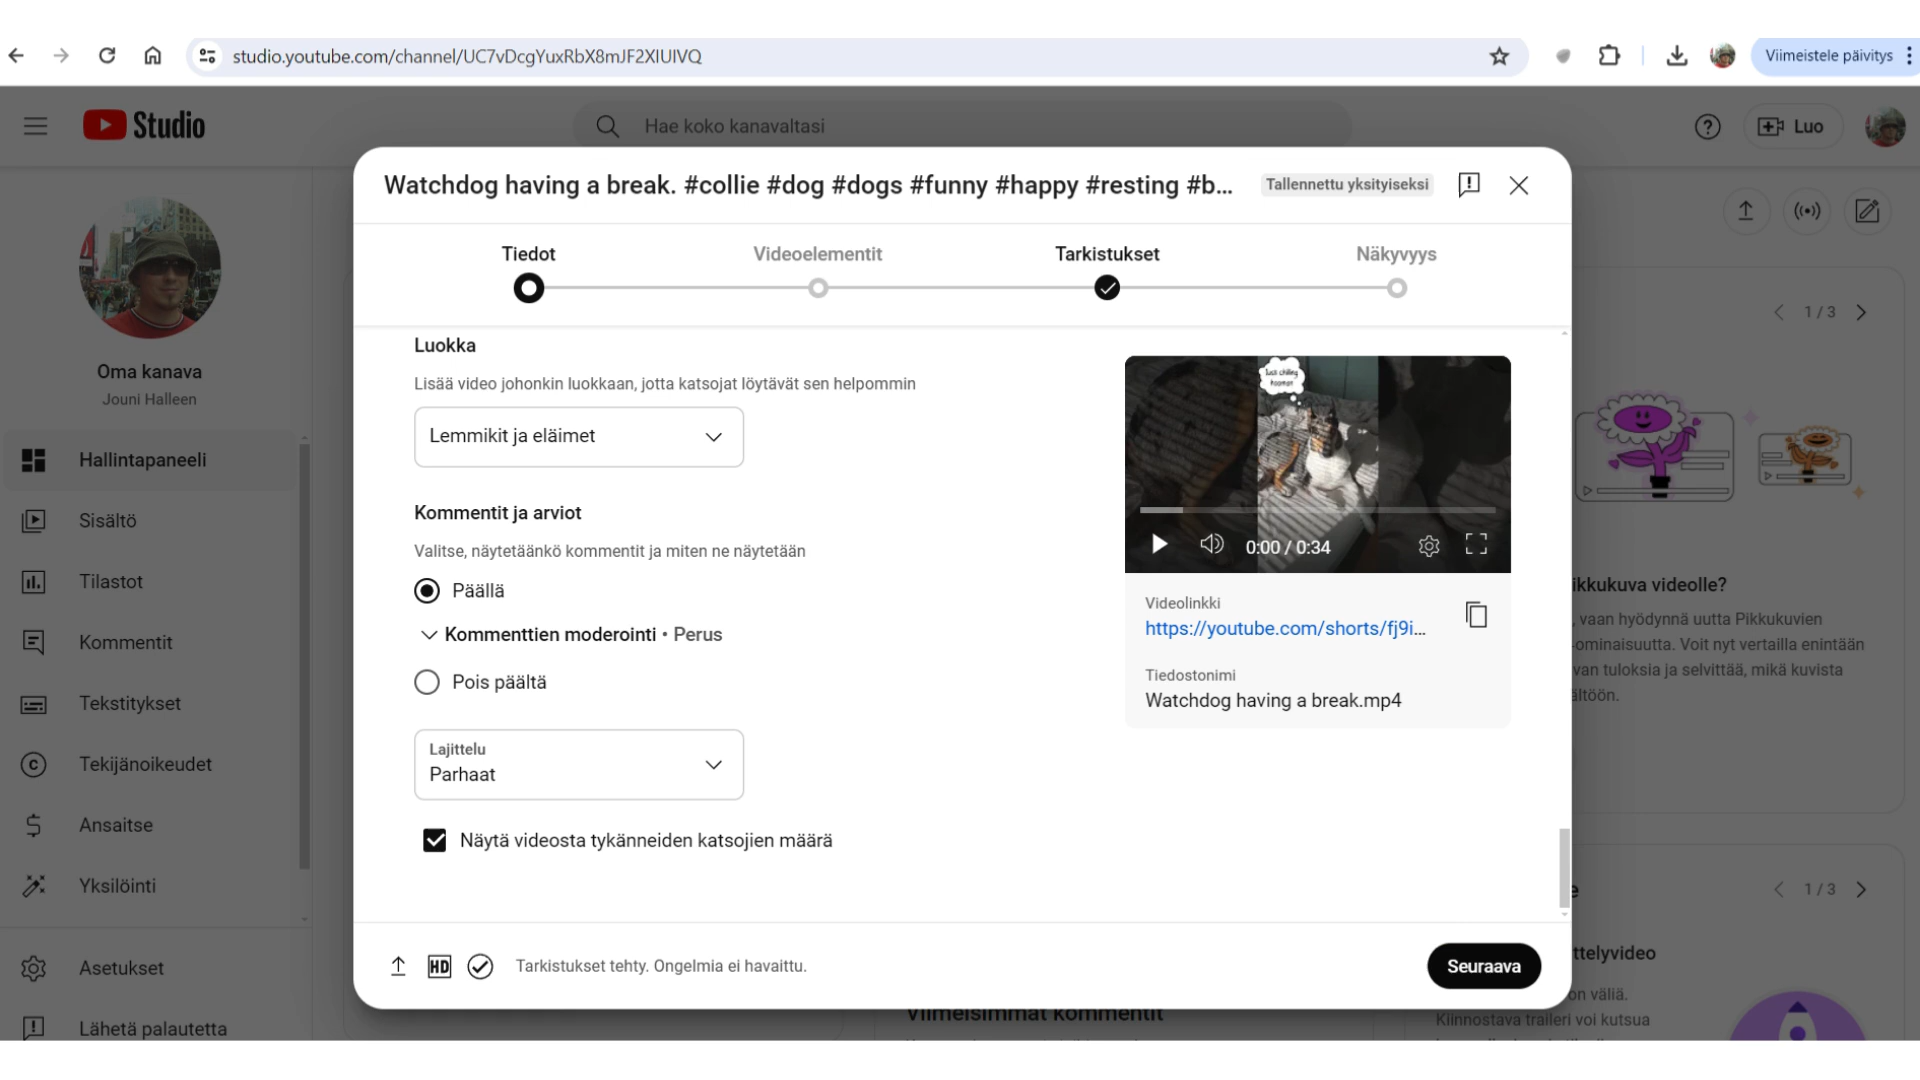 studio.youtube.com/channel/UC7vDcgYuxRbX8mJF2XIUIVQ
Viimeistele päivitys
Studio
Hae koko kanavaltasi
Luo
Watchdog having a break. #collie #dog #dogs #funny #happy #resting #b...
Tallennettu yksityiseksi
Tiedot
Videoelementit
Tarkistukset
Näkyvyys
Oma kanava
Jouni Halleen
Hallintapaneeli
Sisältö
Tilastot
Kommentit
Tekstitykset
Tekijänoikeudet
Ansaitse
Yksilöinti
Asetukset
Lähetä palautetta
Luokka
Lisää video johonkin luokkaan, jotta katsojat löytävät sen helpommin
Lemmikit ja eläimet
Kommentit ja arviot
Valitse, näytetäänkö kommentit ja miten ne näytetään
Päällä
Kommenttien moderointi • Perus
Pois päältä
Lajittelu
Parhaat
Näytä videosta tykänneiden katsojien määrä
0:00 / 0:34
Videolinkki
https://youtube.com/shorts/fj9i...
Tiedostonimi
Watchdog having a break.mp4
HD
Tarkistukset tehty. Ongelmia ei havaittu.
Seuraava
1 / 3
ikkukuva videolle?
, vaan hyödynnä uutta Pikkukuvien
ominaisuutta. Voit nyt vertailla enintään
van tuloksia ja selvittää, mikä kuvista
ältöön.
1 / 3
ttelyvideo
on väliä.
Kiinnostava traileri voi kutsua
Viimeisimmät kommentit